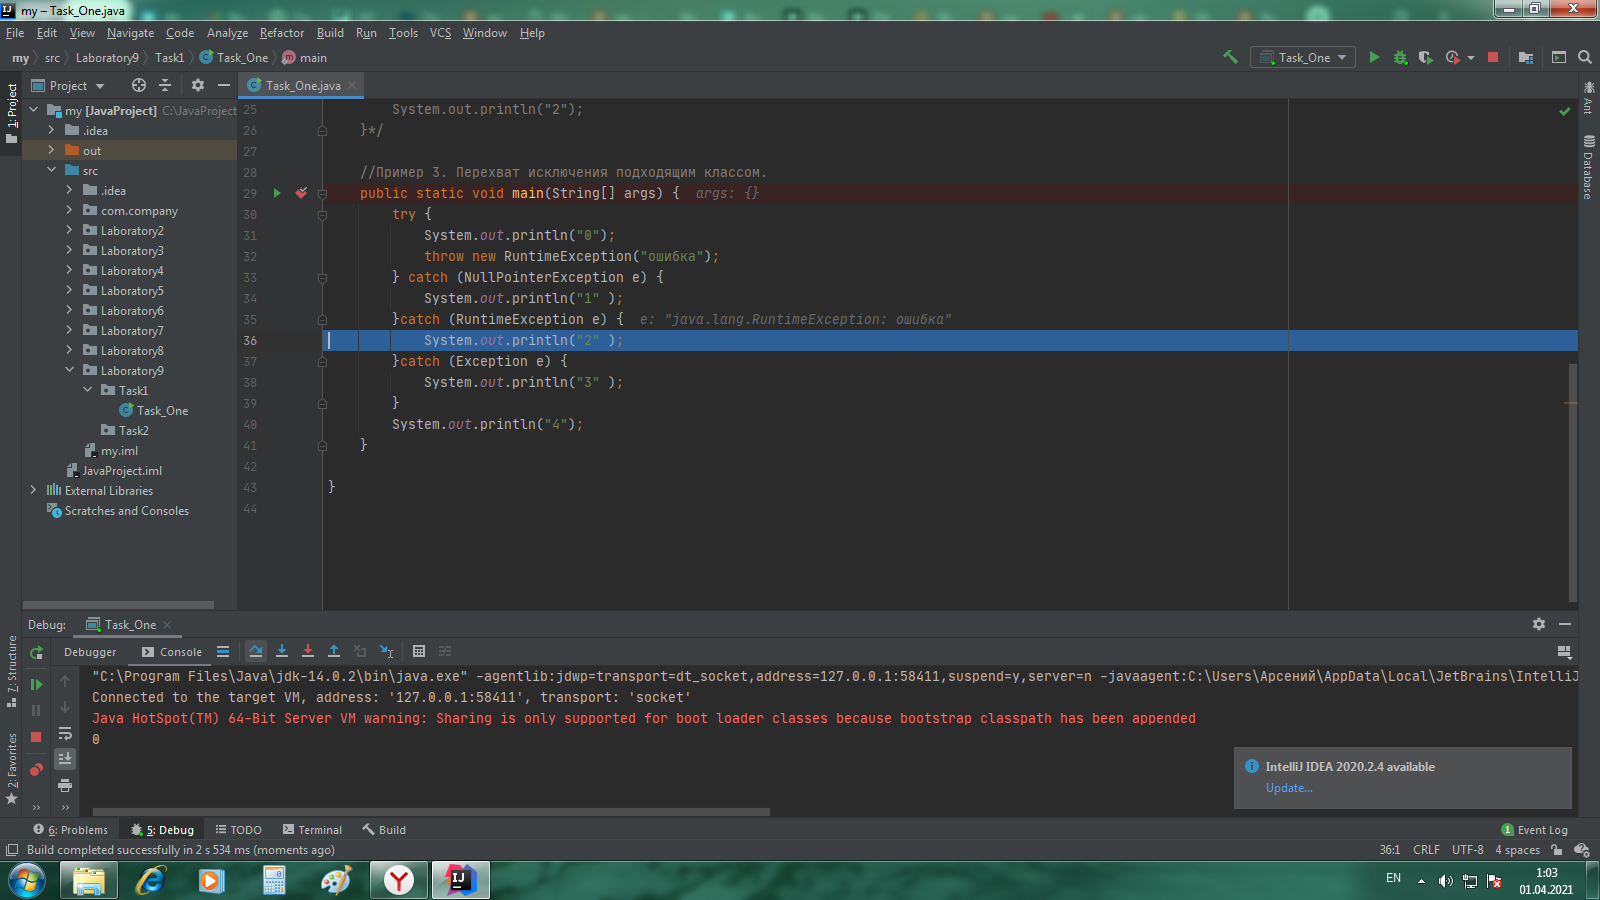 my – Task_One.java
File Edit View Navigate Code Analyze Refactor Build Run Tools VCS Window Help
my src Laboratory9 Task1 Task_One main
Task_One
1: Project
Project
Task_One.java
my [JavaProject] C:\JavaProject
.idea
out
src
.idea
com.company
Laboratory2
Laboratory3
Laboratory4
Laboratory5
Laboratory6
Laboratory7
Laboratory8
Laboratory9
Task1
Task_One
Task2
my.iml
JavaProject.iml
External Libraries
Scratches and Consoles
25 System.out.println("2");
26 }*/
27
28 //Пример 3. Перехват исключения подходящим классом.
29 public static void main(String[] args) { args: {}
30 try {
31 System.out.println("0");
32 throw new RuntimeException("ошибка");
33 } catch (NullPointerException e) {
34 System.out.println("1" );
35 }catch (RuntimeException e) { e: "java.lang.RuntimeException: ошибка"
36 System.out.println("2" );
37 }catch (Exception e) {
38 System.out.println("3" );
39 }
40 System.out.println("4");
41 }
42
43 }
44
Ant
Database
7: Structure
2: Favorites
Debug: Task_One
Debugger Console
"C:\Program Files\Java\jdk-14.0.2\bin\java.exe" -agentlib:jdwp=transport=dt_socket,address=127.0.0.1:58411,suspend=y,server=n -javaagent:C:\Users\Арсений\AppData\Local\JetBrains\IntelliJ
Connected to the target VM, address: '127.0.0.1:58411', transport: 'socket'
Java HotSpot(TM) 64-Bit Server VM warning: Sharing is only supported for boot loader classes because bootstrap classpath has been appended
0
IntelliJ IDEA 2020.2.4 available
Update...
6: Problems 5: Debug TODO Terminal Build
1 Event Log
Build completed successfully in 2 s 534 ms (moments ago)
36:1 CRLF UTF-8 4 spaces
EN
1:03
01.04.2021